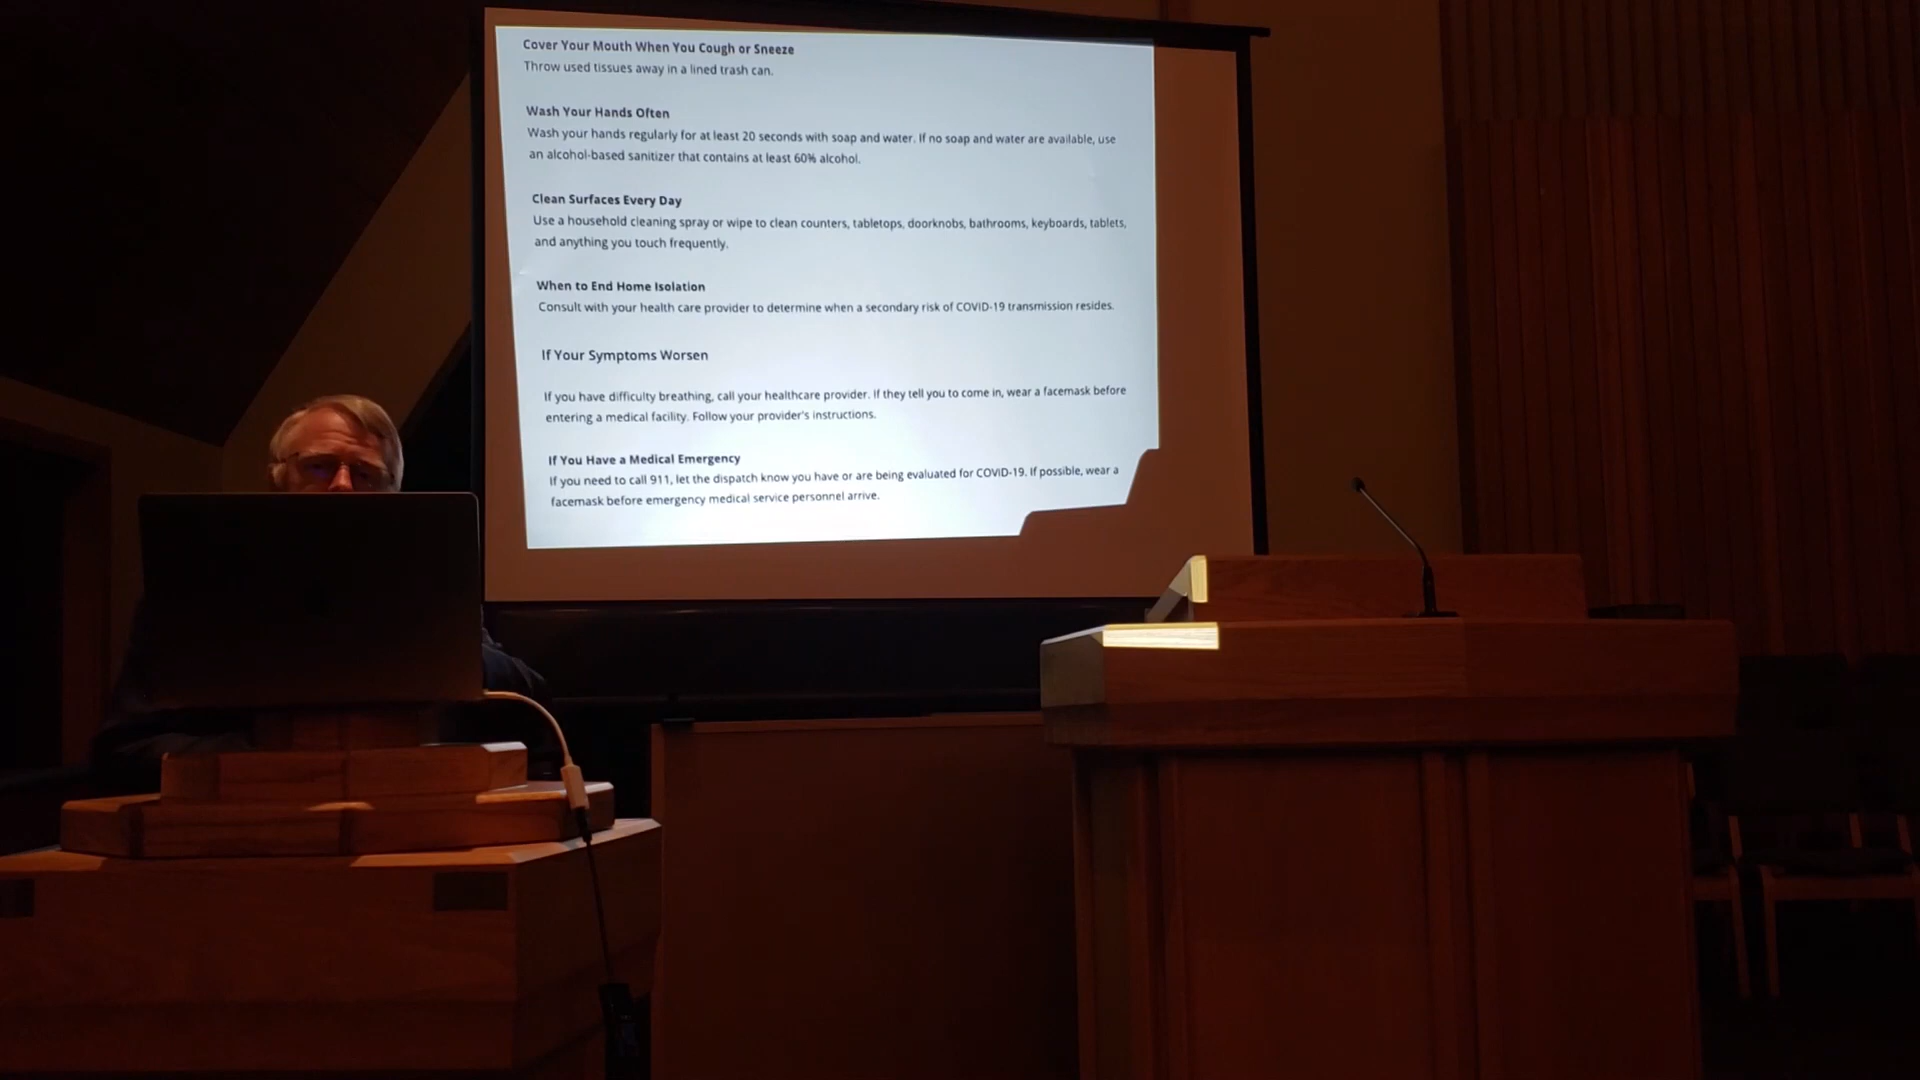 Cover Your Mouth When You Cough or Sneeze
Throw used tissues away in a lined trash can.
Wash Your Hands Often
Wash your hands regularly for at least 20 seconds with soap and water. If no soap and water are available, use
an alcohol-based sanitizer that contains at least 60% alcohol.
Clean Surfaces Every Day
Use a household cleaning spray or wipe to clean counters, tabletops, doorknobs, bathrooms, keyboards, tablets,
and anything you touch frequently.
When to End Home Isolation
Consult with your health care provider to determine when a secondary risk of COVID-19 transmission resides.
If Your Symptoms Worsen
If you have difficulty breathing, call your healthcare provider. If they tell you to come in, wear a facemask before
entering a medical facility. Follow your provider's instructions.
If You Have a Medical Emergency
If you need to call 911, let the dispatch know you have or are being evaluated for COVID-19. If possible, wear a
facemask before emergency medical service personnel arrive.